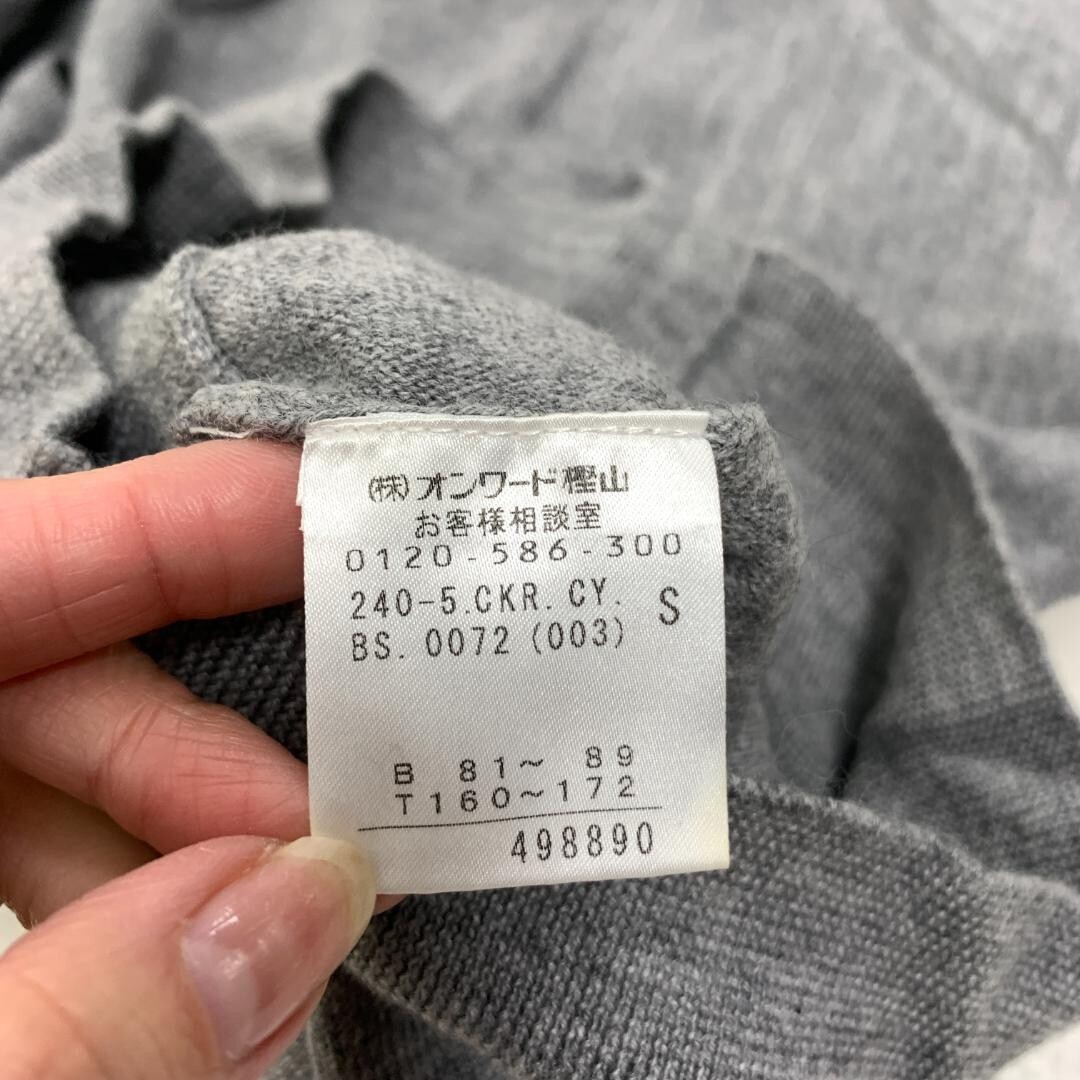 (株)オンワード樫山
お客様相談室
0120-586-300
240-5.CKR.CY. S
BS. 0072 (003)
B 81〜 89
T160〜172
498890